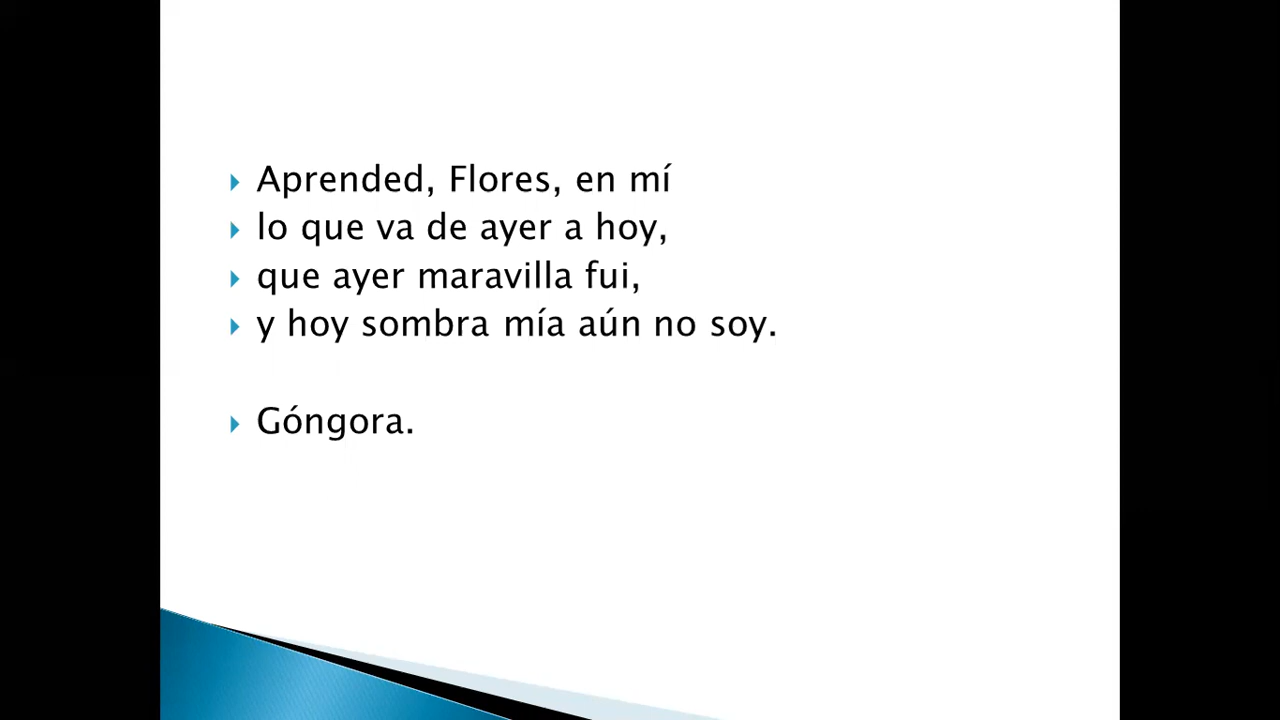 Aprended, Flores, en mí
lo que va de ayer a hoy,
que ayer maravilla fui,
y hoy sombra mía aún no soy.
Góngora.